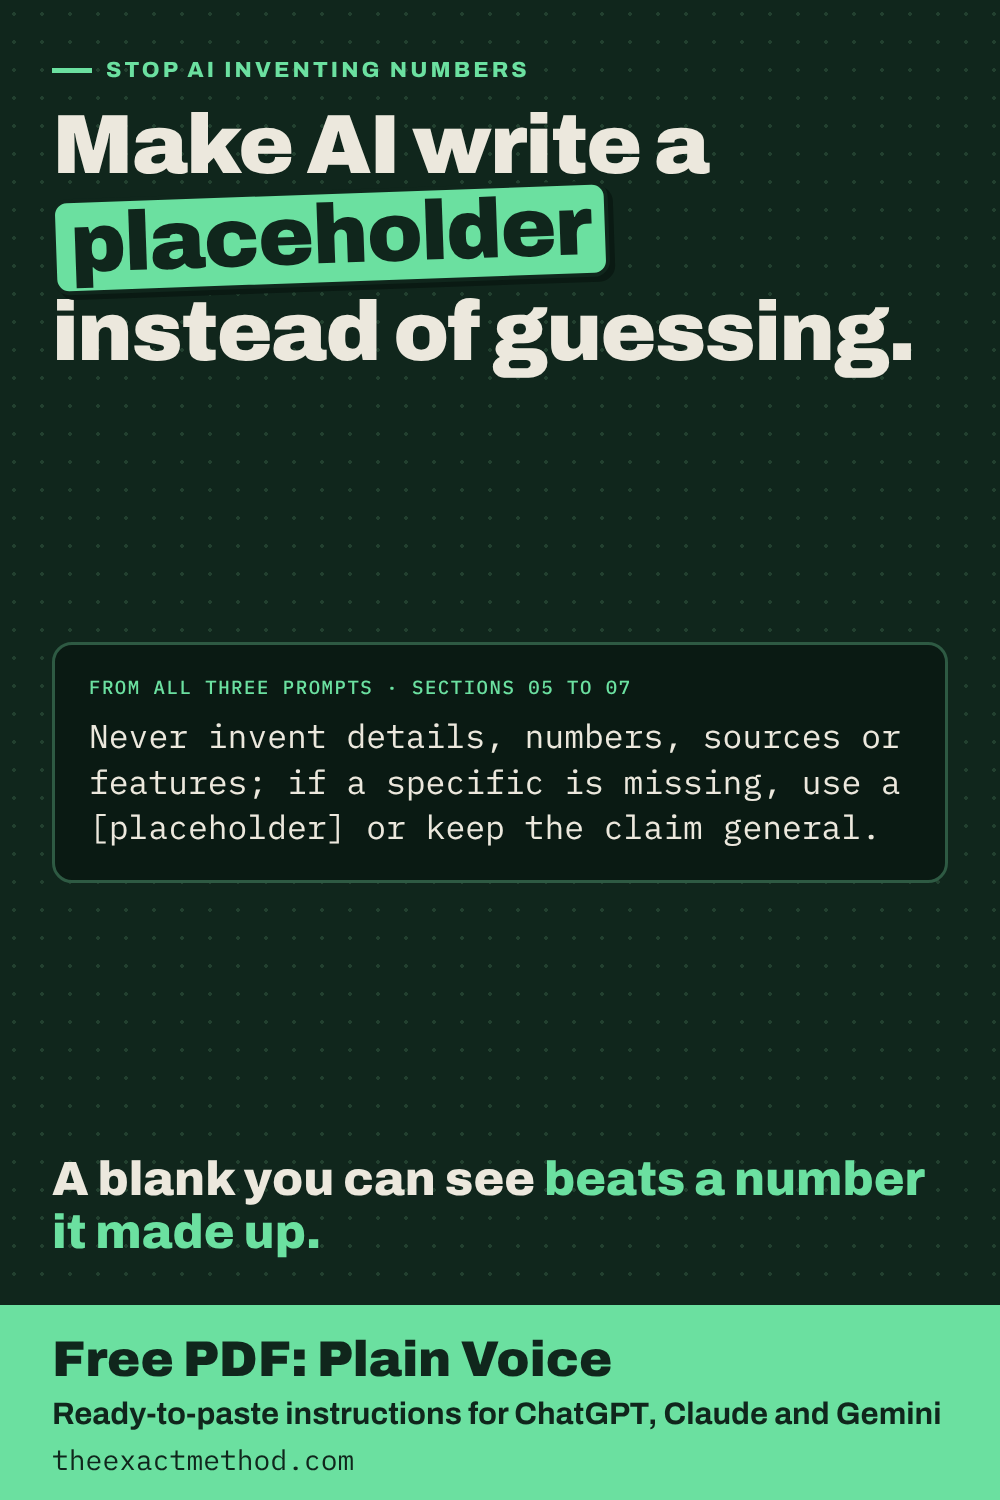 STOP AI INVENTING NUMBERS
Make AI write a
placeholder
instead of guessing.
FROM ALL THREE PROMPTS · SECTIONS 05 TO 07
Never invent details, numbers, sources or
features; if a specific is missing, use a
[placeholder] or keep the claim general.
A blank you can see beats a number
it made up.
Free PDF: Plain Voice
Ready-to-paste instructions for ChatGPT, Claude and Gemini
theexactmethod.com